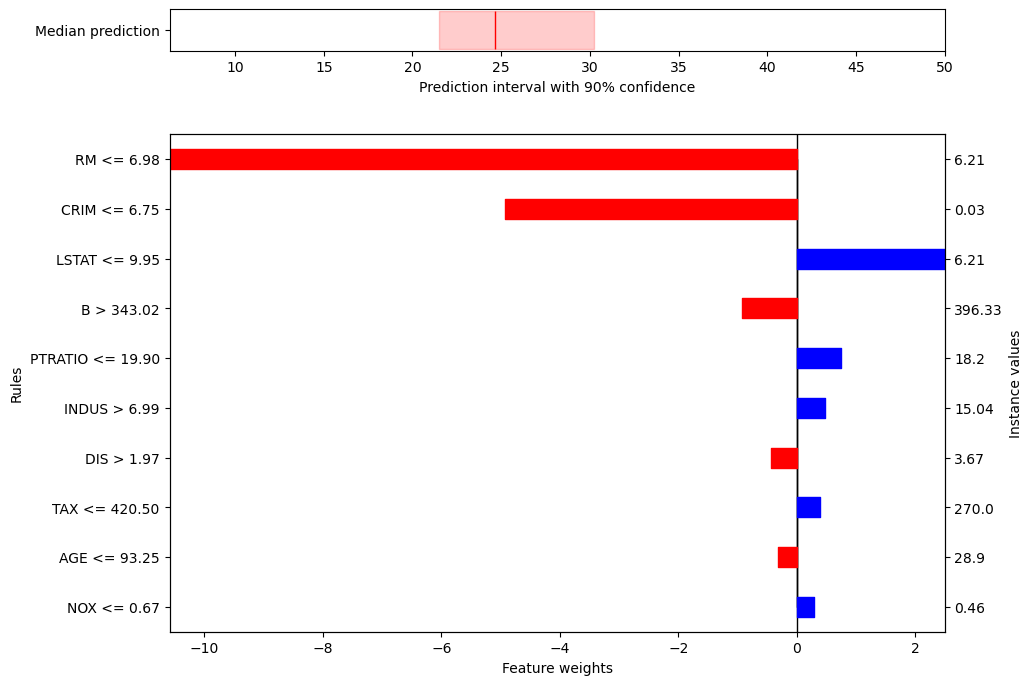 Median prediction
10 15 20 25 30 35 40 45 50
Prediction interval with 90% confidence
RM <= 6.98 6.21
CRIM <= 6.75 0.03
LSTAT <= 9.95 6.21
B > 343.02 396.33
PTRATIO <= 19.90 18.2
INDUS > 6.99 15.04
DIS > 1.97 3.67
TAX <= 420.50 270.0
AGE <= 93.25 28.9
NOX <= 0.67 0.46
Rules
Instance values
−10 −8 −6 −4 −2 0 2
Feature weights